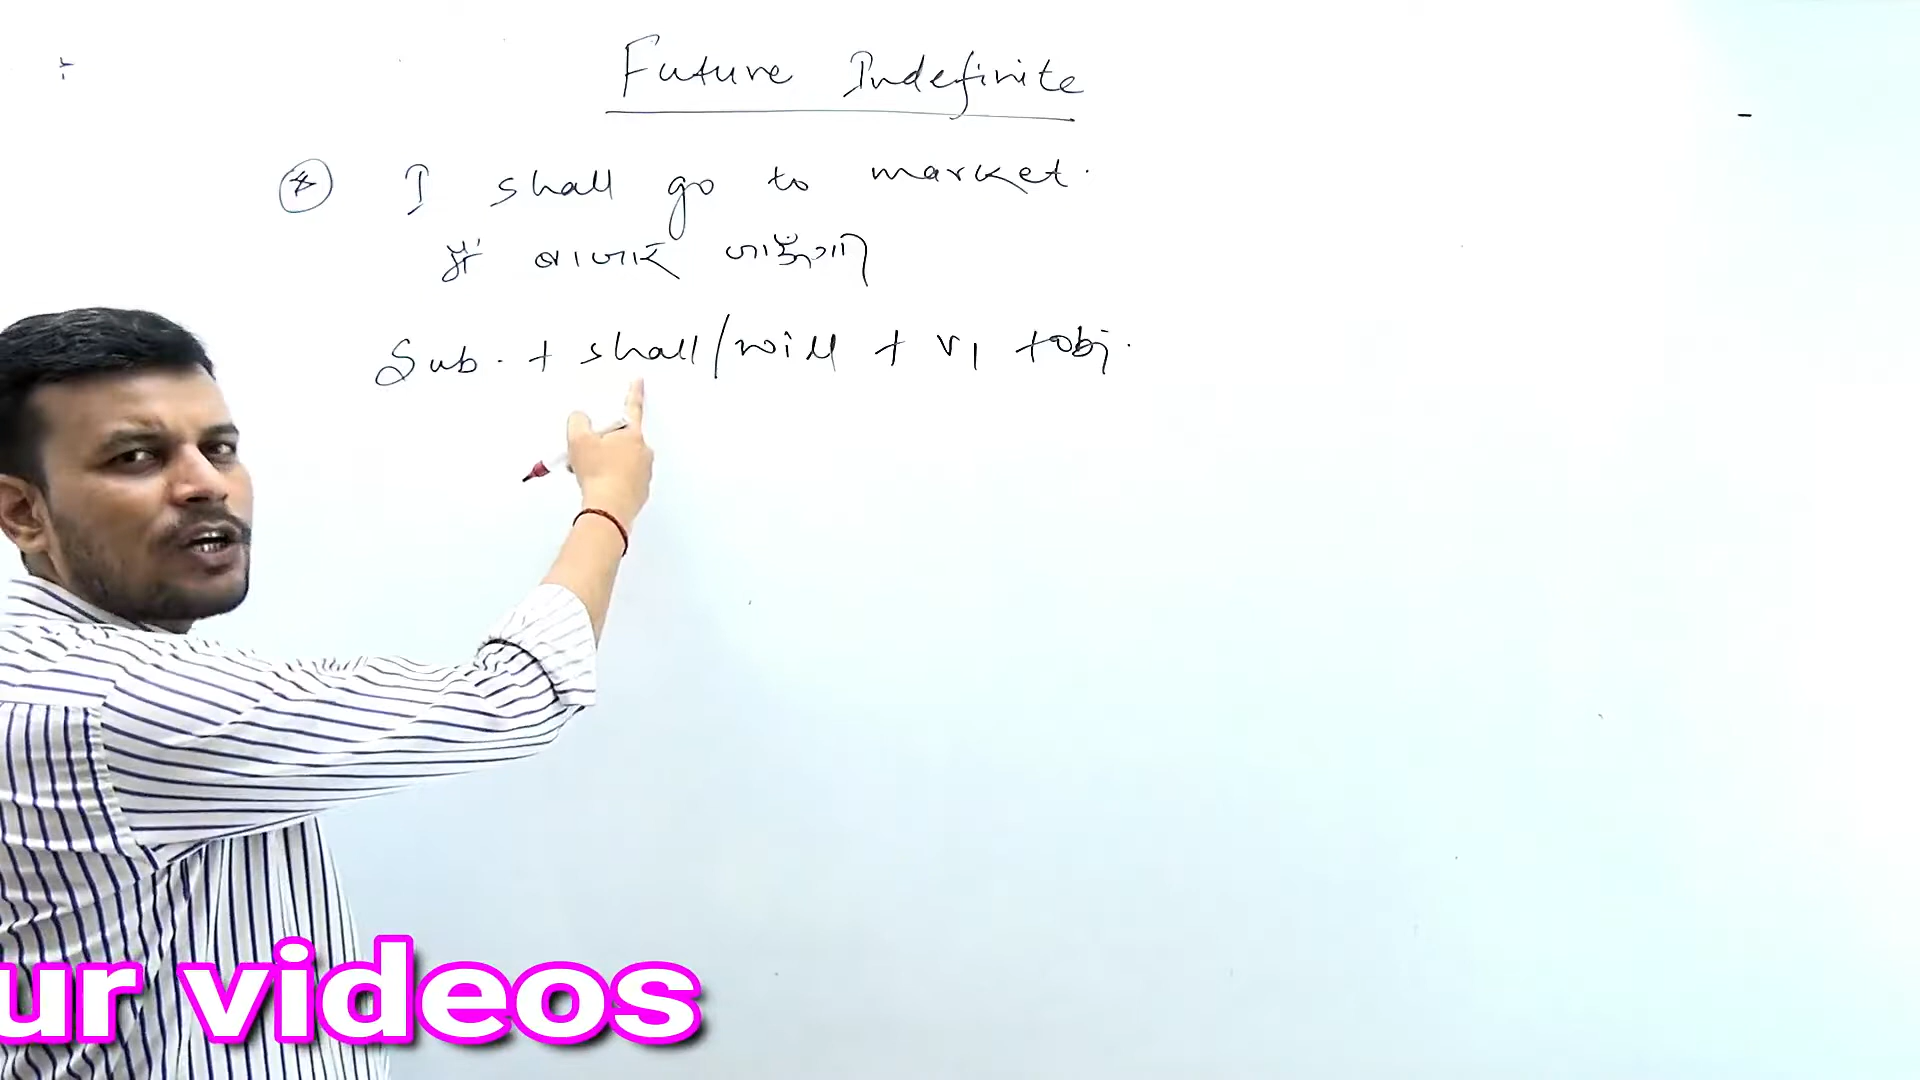 Future Indefinite
* I shall go to market.
मैं बाजार जाऊँगा
Sub. + shall/will + v1 + obj.
ur videos